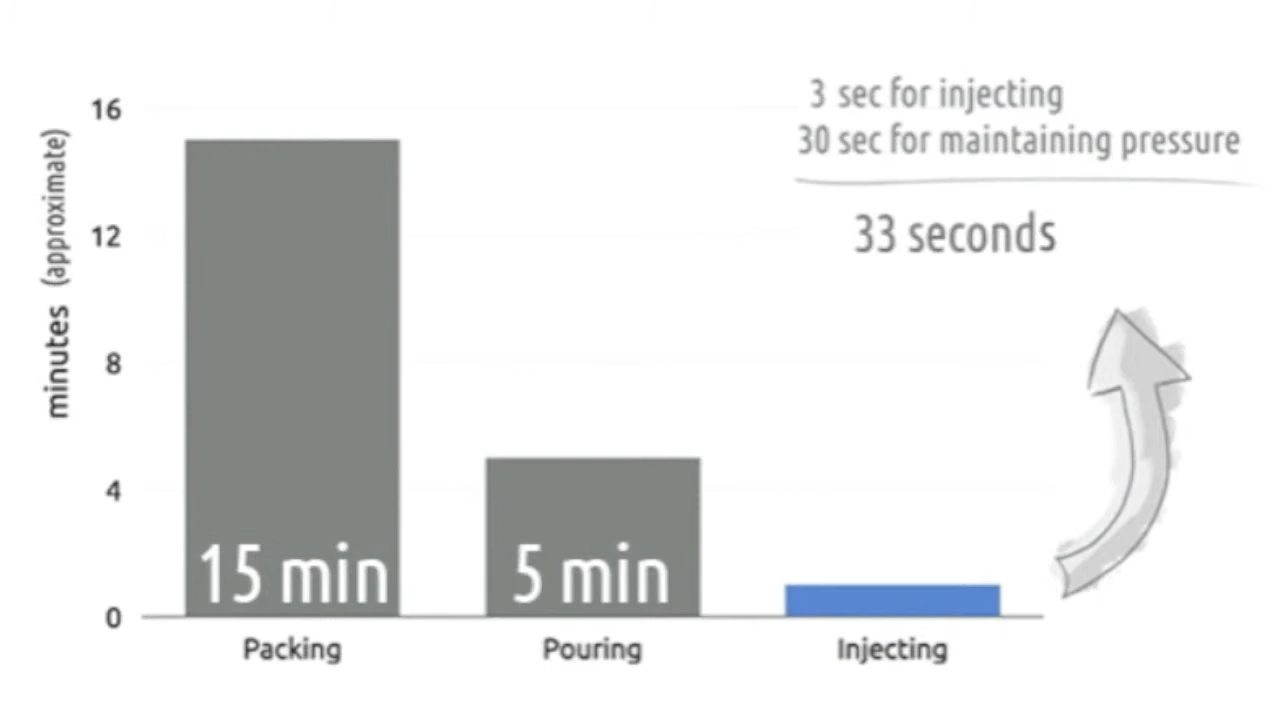 3 sec for injecting
30 sec for maintaining pressure
33 seconds
minutes (approximate)
16
12
8
4
0
15 min
5 min
Packing
Pouring
Injecting